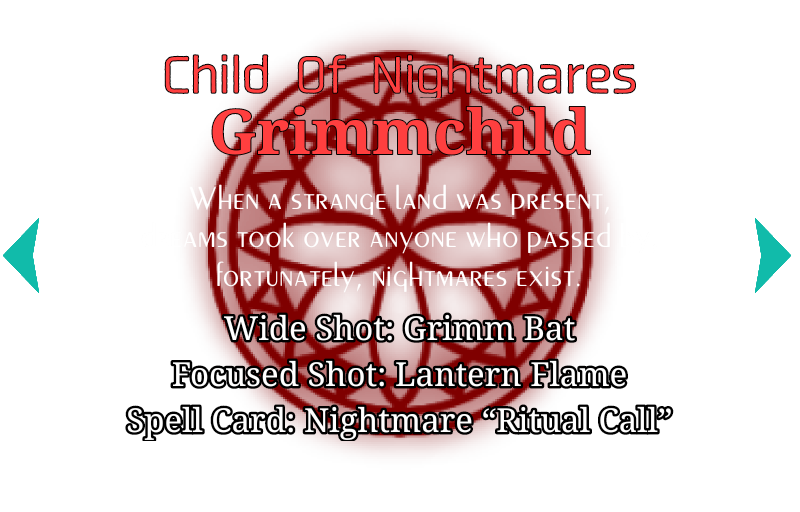 Child Of Nightmares
Grimmchild
When a strange land was present,
took over anyone who passed
fortunately, nightmares exist.
Wide Shot: Grimm Bat
Focused Shot: Lantern Flame
Spell Card: Nightmare “Ritual Call”